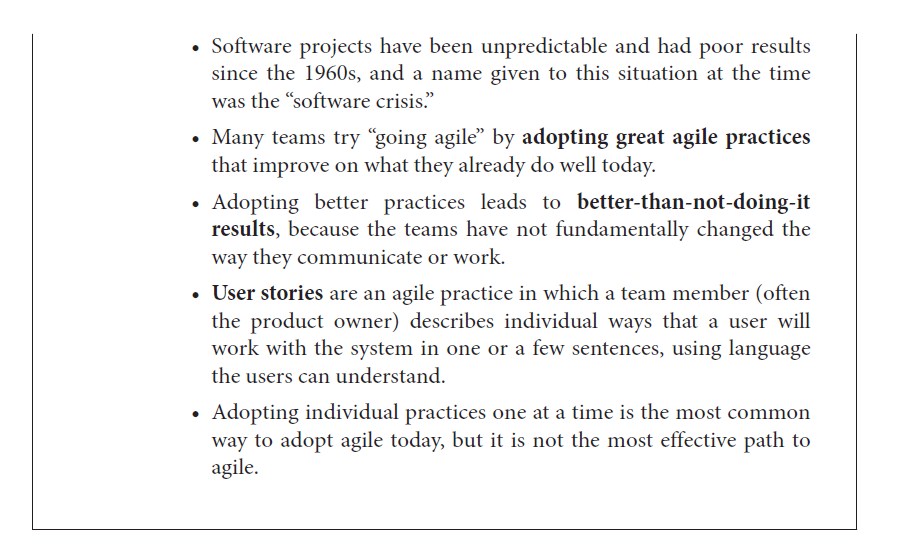 • Software projects have been unpredictable and had poor results
since the 1960s, and a name given to this situation at the time
was the “software crisis.”
• Many teams try “going agile” by adopting great agile practices
that improve on what they already do well today.
• Adopting better practices leads to better-than-not-doing-it
results, because the teams have not fundamentally changed the
way they communicate or work.
• User stories are an agile practice in which a team member (often
the product owner) describes individual ways that a user will
work with the system in one or a few sentences, using language
the users can understand.
• Adopting individual practices one at a time is the most common
way to adopt agile today, but it is not the most effective path to
agile.